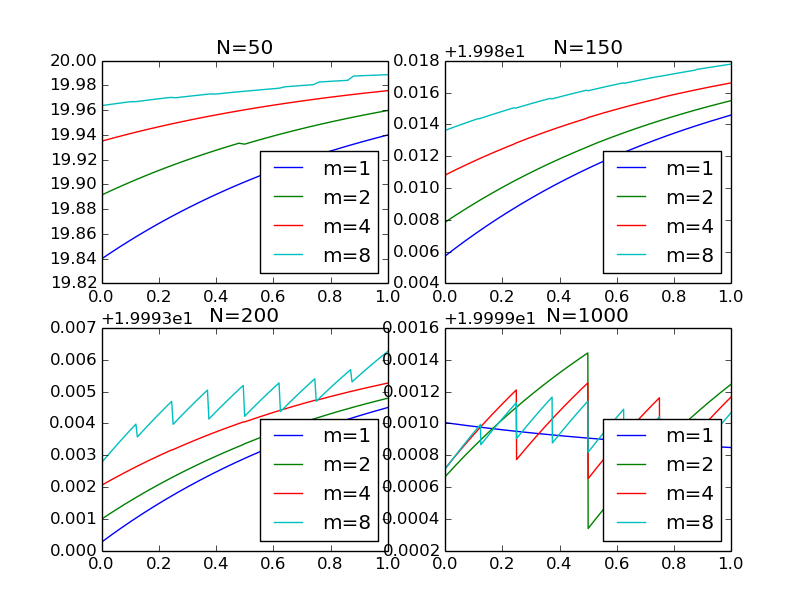 N=50
20.00
19.98
19.96
19.94
19.92
19.90
19.88
19.86
19.84
19.82
0.0 0.2 0.4 0.6 0.8 1.0
m=1
m=2
m=4
m=8
+1.998e1 N=150
0.018
0.016
0.014
0.012
0.010
0.008
0.006
0.004
0.0 0.2 0.4 0.6 0.8 1.0
m=1
m=2
m=4
m=8
+1.9993e1 N=200
0.007
0.006
0.005
0.004
0.003
0.002
0.001
0.000
0.0 0.2 0.4 0.6 0.8 1.0
m=1
m=2
m=4
m=8
+1.9999e1 N=1000
0.0016
0.0014
0.0012
0.0010
0.0008
0.0006
0.0004
0.0002
0.0 0.2 0.4 0.6 0.8 1.0
m=1
m=2
m=4
m=8